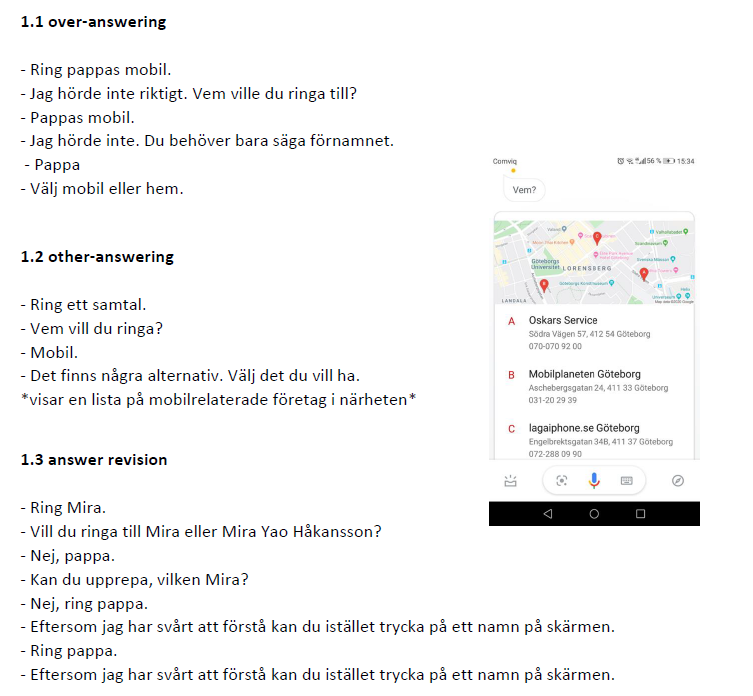 1.1 over-answering
- Ring pappas mobil.
- Jag hörde inte riktigt. Vem ville du ringa till?
- Pappas mobil.
- Jag hörde inte. Du behöver bara säga förnamnet.
- Pappa
- Välj mobil eller hem.
1.2 other-answering
- Ring ett samtal.
- Vem vill du ringa?
- Mobil.
- Det finns några alternativ. Välj det du vill ha.
*visar en lista på mobilrelaterade företag i närheten*
1.3 answer revision
- Ring Mira.
- Vill du ringa till Mira eller Mira Yao Håkansson?
- Nej, pappa.
- Kan du upprepa, vilken Mira?
- Nej, ring pappa.
- Eftersom jag har svårt att förstå kan du istället trycka på ett namn på skärmen.
- Ring pappa.
- Eftersom jag har svårt att förstå kan du istället trycka på ett namn på skärmen.
Comviq
56 % 15:34
Vem?
Göteborgs
Universitet
LORENSBERG
Göteborgs Konstmuseum
LANDALA
A Oskars Service
Södra Vägen 57, 412 54 Göteborg
070-070 92 00
B Mobilplaneten Göteborg
Aschebergsgatan 24, 411 33 Göteborg
031-20 29 39
C lagaiphone.se Göteborg
Engelbrektsgatan 34B, 411 37 Göteborg
072-288 09 90